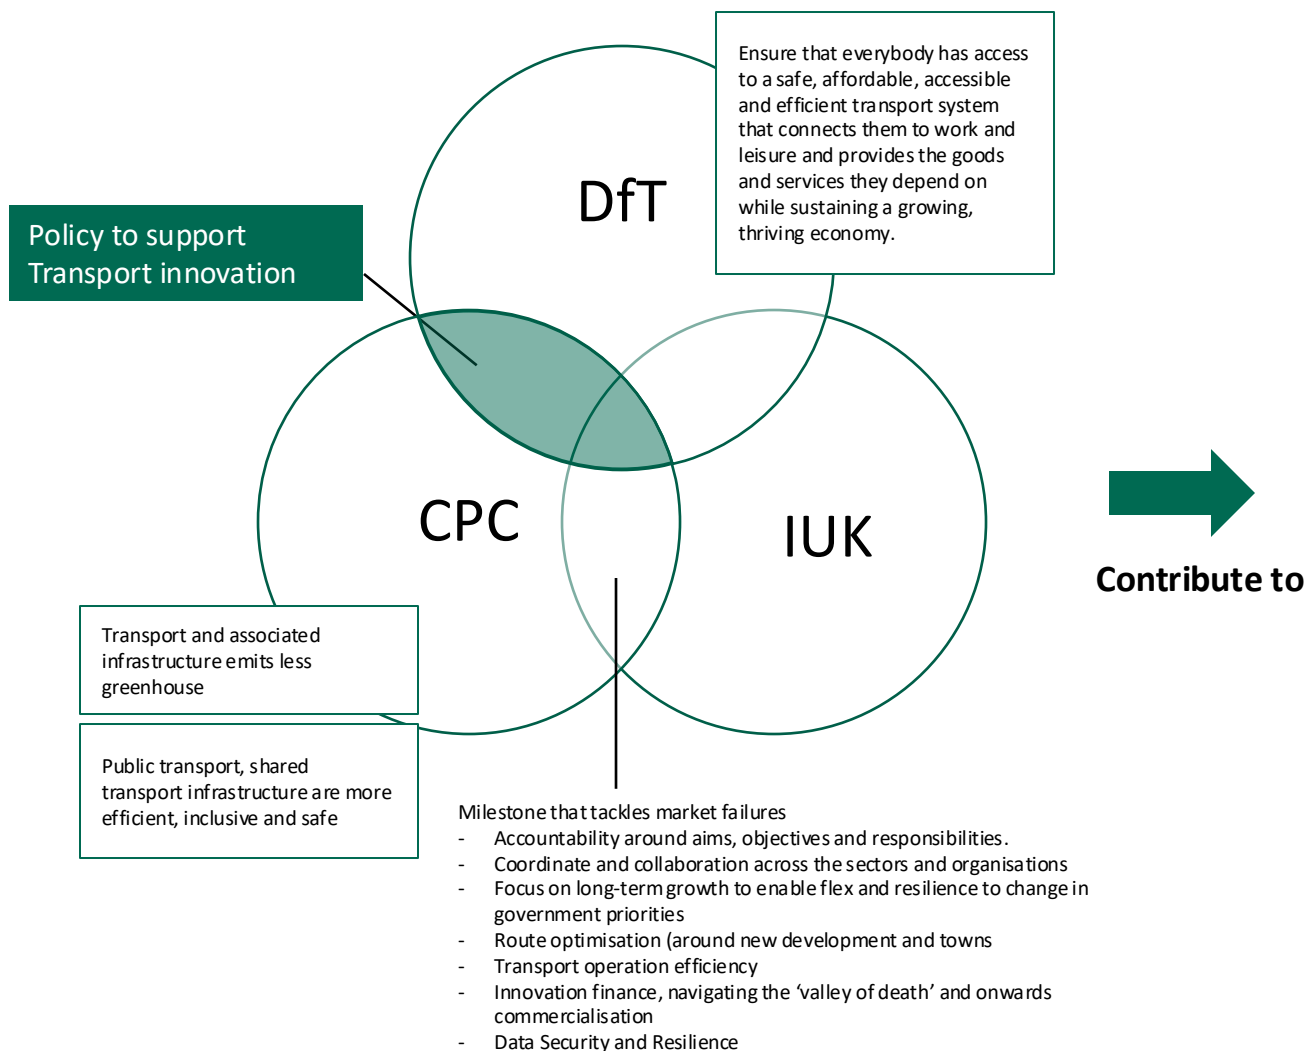 Ensure that everybody has access
to a safe, affordable, accessible
and efficient transport system
that connects them to work and
leisure and provides the goods
and services they depend on
while sustaining a growing,
thriving economy.
DfT
Policy to support
Transport innovation
CPC
IUK
Contribute to
Transport and associated
infrastructure emits less
greenhouse
Public transport, shared
transport infrastructure are more
efficient, inclusive and safe
Milestone that tackles market failures
- Accountability around aims, objectives and responsibilities.
- Coordinate and collaboration across the sectors and organisations
- Focus on long-term growth to enable flex and resilience to change in
government priorities
- Route optimisation (around new development and towns
- Transport operation efficiency
- Innovation finance, navigating the ‘valley of death’ and onwards
commercialisation
- Data Security and Resilience